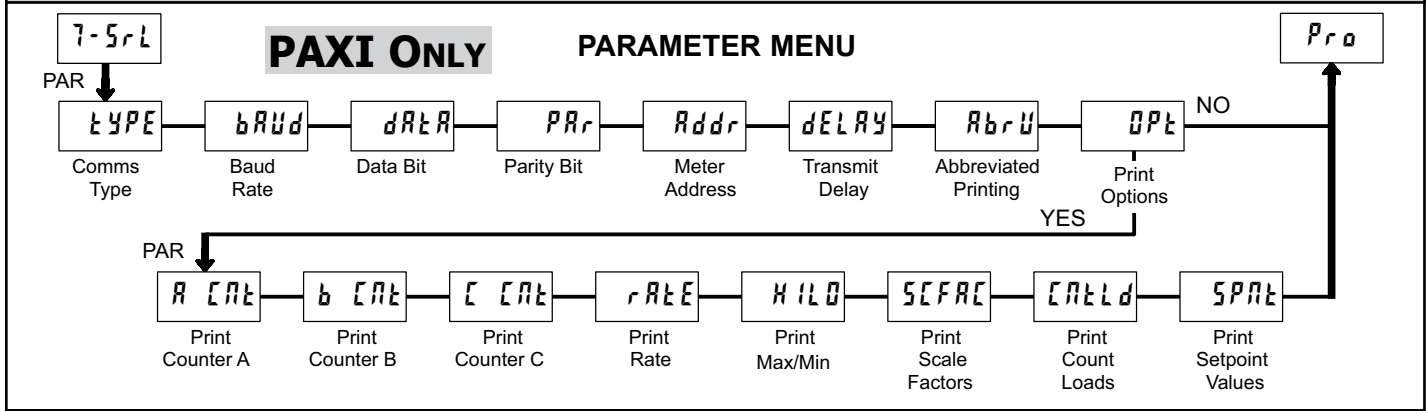 7-SrL
PAXI ONLY
PARAMETER MENU
Pro
PAR
tYPE
bAUd
dAtA
PAr
Addr
dELAY
AbrV
OPt
NO
Comms
Type
Baud
Rate
Data Bit
Parity Bit
Meter
Address
Transmit
Delay
Abbreviated
Printing
Print
Options
YES
PAR
A CNt
b CNt
C CNt
rAtE
HILO
SCFAC
CNtLd
SPNt
Print
Counter A
Print
Counter B
Print
Counter C
Print
Rate
Print
Max/Min
Print
Scale
Factors
Print
Count
Loads
Print
Setpoint
Values